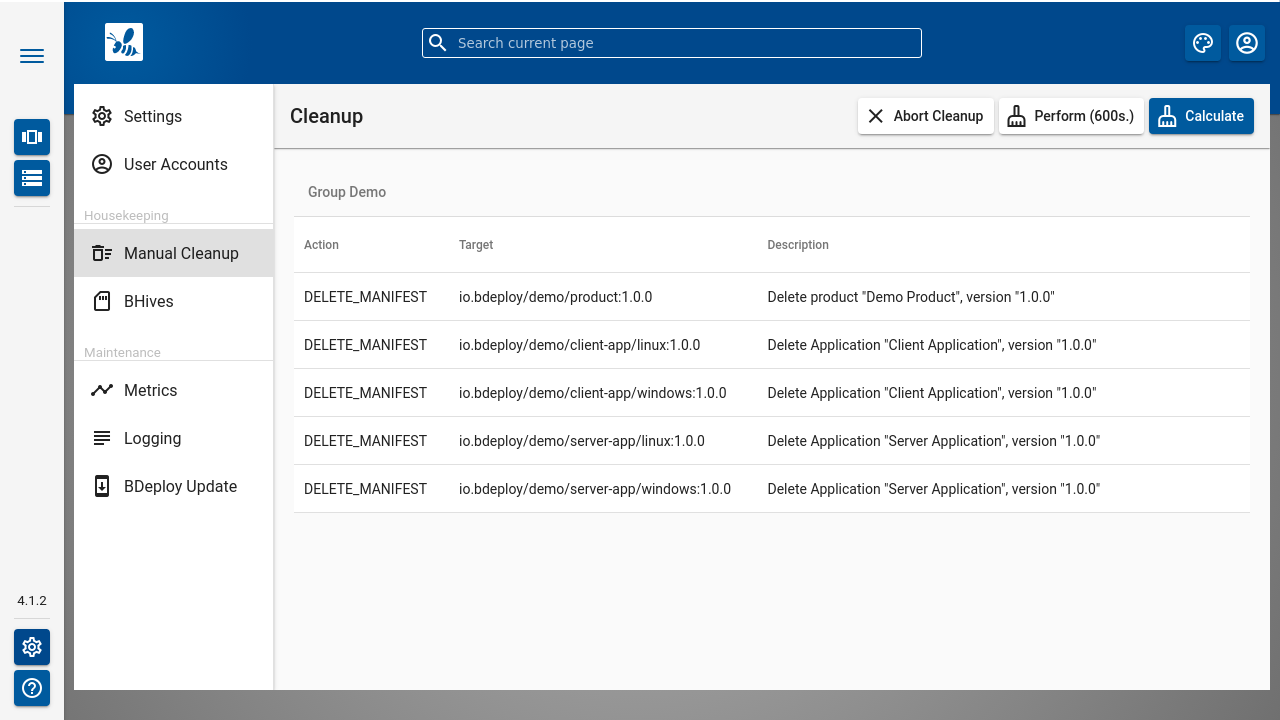 Search current page
Settings
User Accounts
Housekeeping
Manual Cleanup
BHives
Maintenance
Metrics
Logging
BDeploy Update
4.1.2
Cleanup
Abort Cleanup
Perform (600s.)
Calculate
Group Demo
Action Target Description
DELETE_MANIFEST io.bdeploy/demo/product:1.0.0 Delete product "Demo Product", version "1.0.0"
DELETE_MANIFEST io.bdeploy/demo/client-app/linux:1.0.0 Delete Application "Client Application", version "1.0.0"
DELETE_MANIFEST io.bdeploy/demo/client-app/windows:1.0.0 Delete Application "Client Application", version "1.0.0"
DELETE_MANIFEST io.bdeploy/demo/server-app/linux:1.0.0 Delete Application "Server Application", version "1.0.0"
DELETE_MANIFEST io.bdeploy/demo/server-app/windows:1.0.0 Delete Application "Server Application", version "1.0.0"